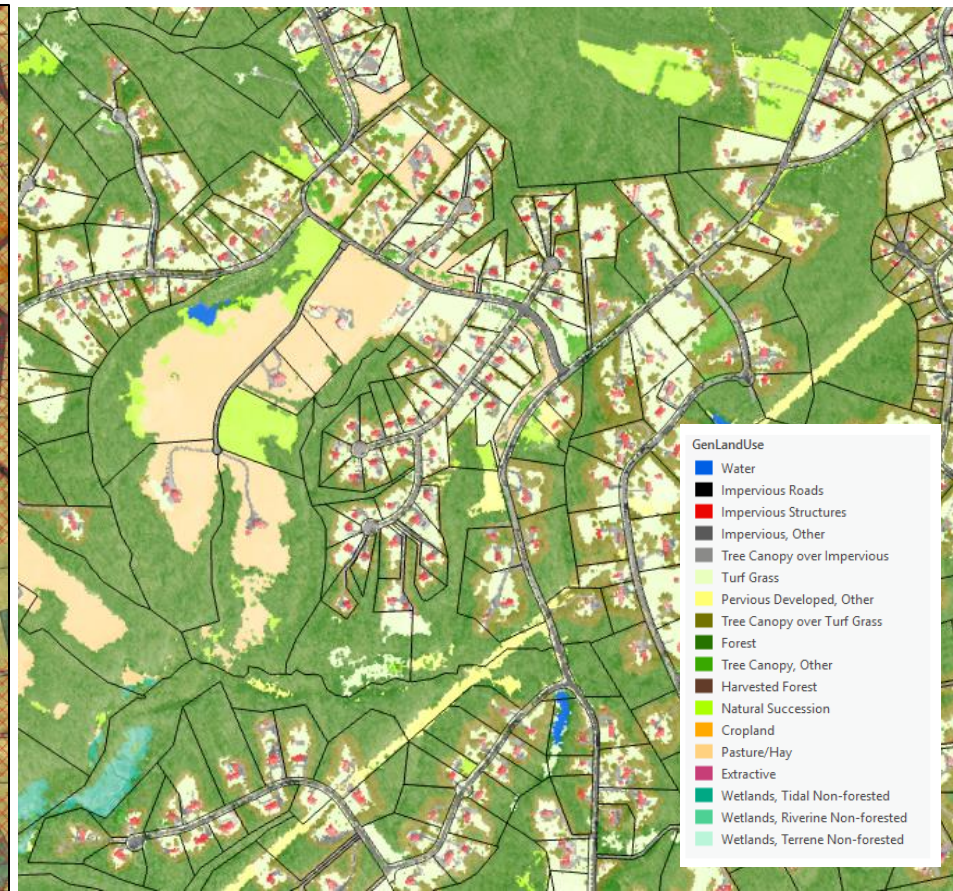 GenLandUse
Water
Impervious Roads
Impervious Structures
Impervious, Other
Tree Canopy over Impervious
Turf Grass
Pervious Developed, Other
Tree Canopy over Turf Grass
Forest
Tree Canopy, Other
Harvested Forest
Natural Succession
Cropland
Pasture/Hay
Extractive
Wetlands, Tidal Non-forested
Wetlands, Riverine Non-forested
Wetlands, Terrene Non-forested